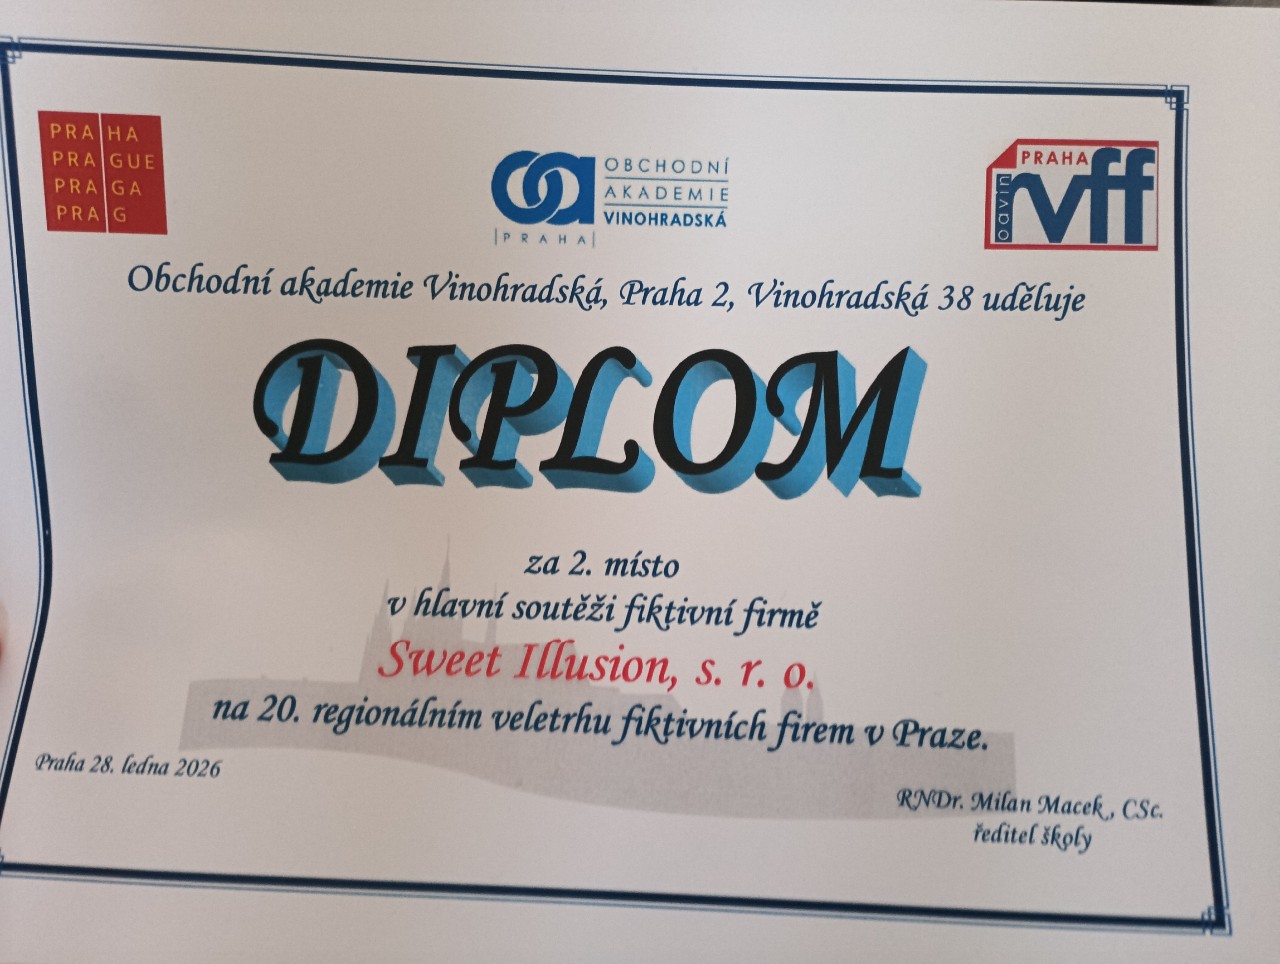 PRAHA
PRAGUE
PRAGA
PRAG
OBCHODNÍ
AKADEMIE
VINOHRADSKÁ
PRAHA
PRAHA
oavin
rvff
Obchodní akademie Vinohradská, Praha 2, Vinohradská 38 uděluje
DIPLOM
za 2. místo
v hlavní soutěži fiktivní firmě
Sweet Illusion, s. r. o.
na 20. regionálním veletrhu fiktivních firem v Praze.
Praha 28. ledna 2026
RNDr. Milan Macek, CSc.
ředitel školy